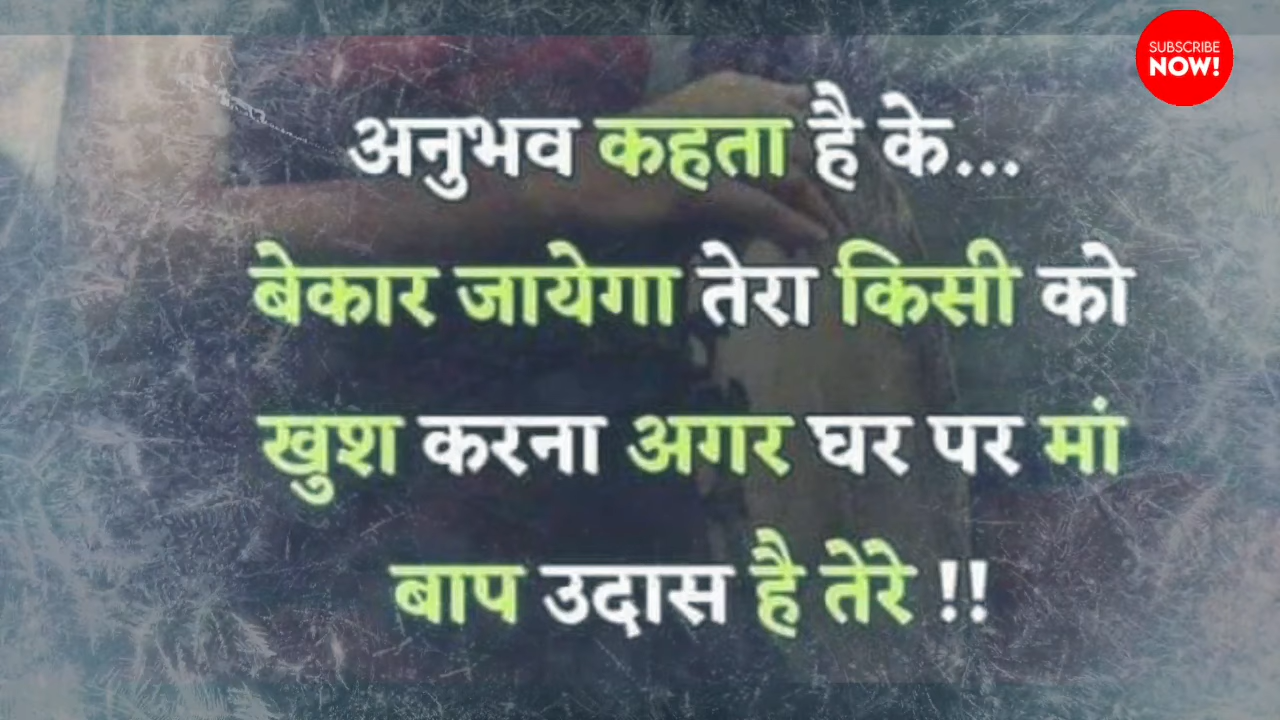 SUBSCRIBE
NOW!
अनुभव कहता है के...
बेकार जायेगा तेरा किसी को
खुश करना अगर घर पर मां
बाप उदास है तेरे !!